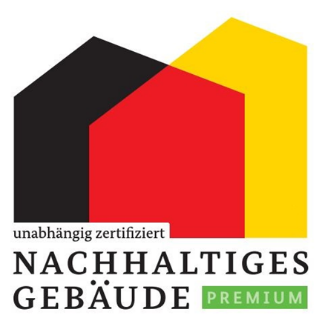 unabhängig zertifiziert
NACHHALTIGES
GEBÄUDE PREMIUM